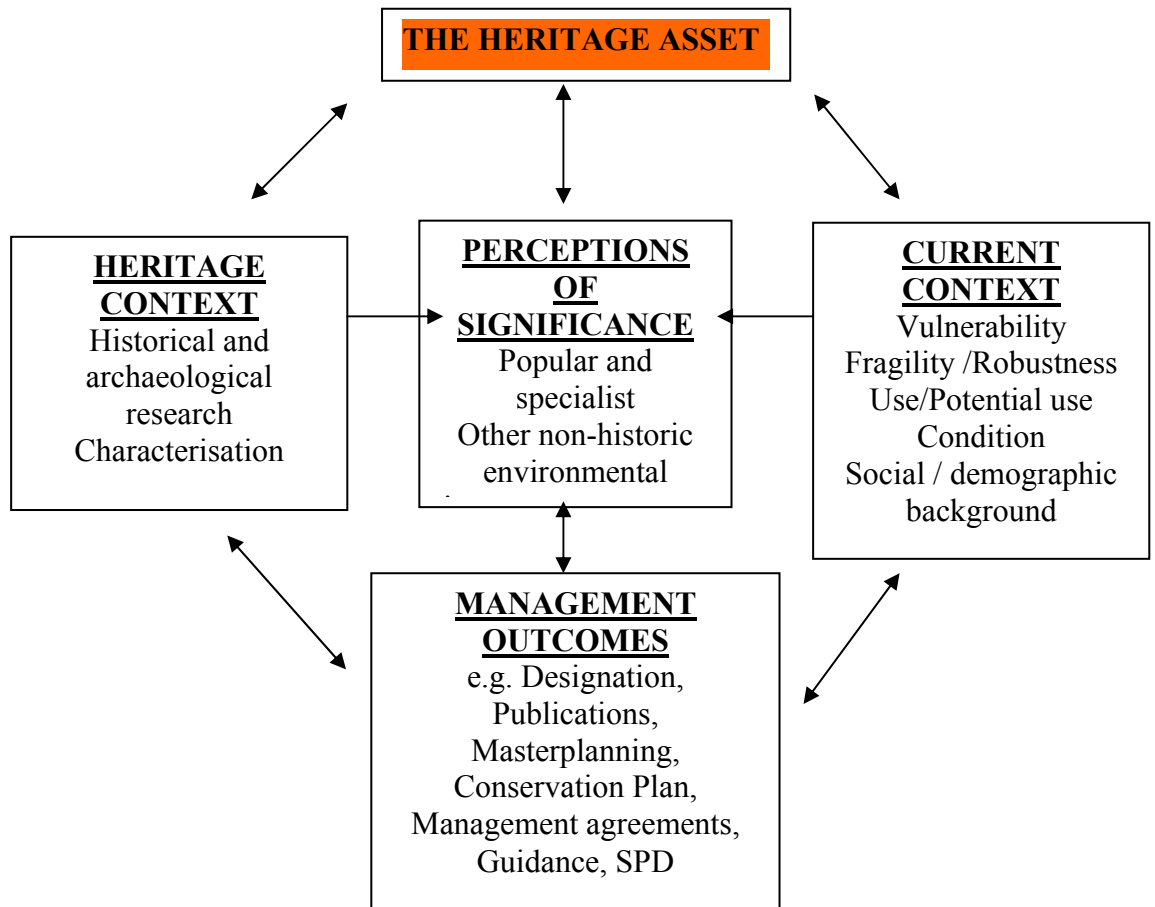 THE HERITAGE ASSET
HERITAGE
CONTEXT
Historical and
archaeological
research
Characterisation
PERCEPTIONS
OF
SIGNIFICANCE
Popular and
specialist
Other non-historic
environmental
CURRENT
CONTEXT
Vulnerability
Fragility /Robustness
Use/Potential use
Condition
Social / demographic
background
MANAGEMENT
OUTCOMES
e.g. Designation,
Publications,
Masterplanning,
Conservation Plan,
Management agreements,
Guidance, SPD